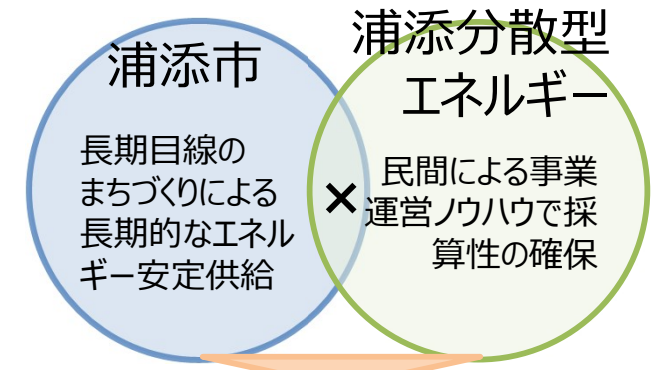 浦添市
長期目線の
まちづくりによる
長期的なエネル
ギー安定供給
×
浦添分散型
エネルギー
民間による事業
運営ノウハウで採
算性の確保